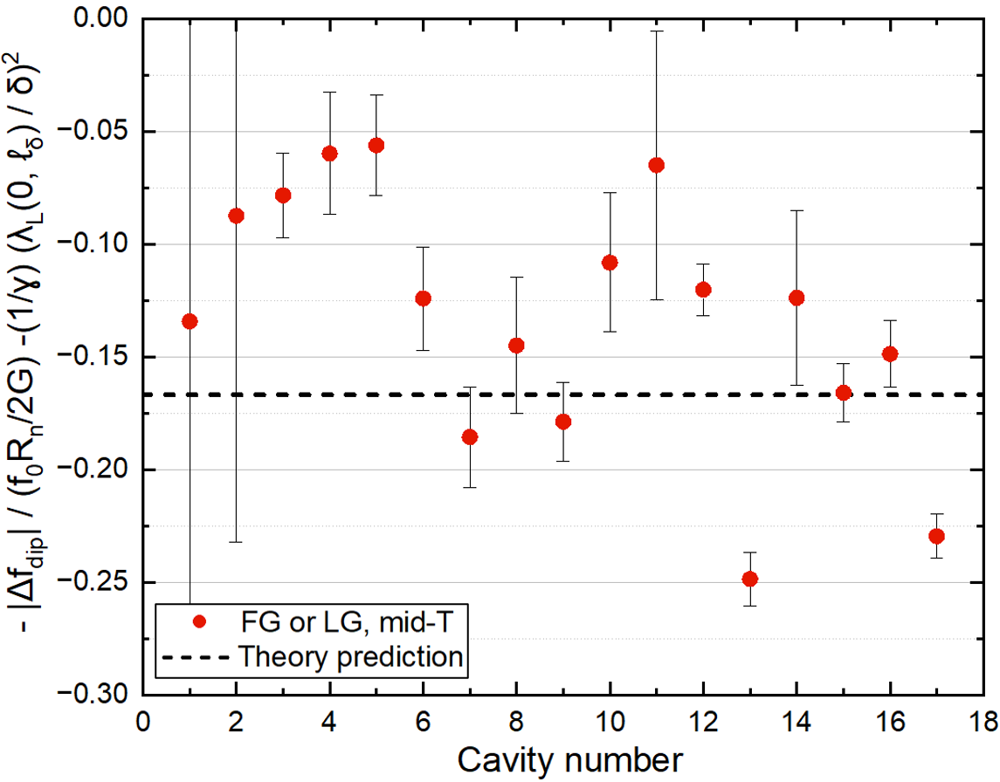 - |Δf_dip| / (f₀Rₙ/2G) -(1/ɣ) (λ_L(0, ℓ_δ) / δ)²
0.00
−0.05
−0.10
−0.15
−0.20
−0.25
−0.30
FG or LG, mid-T
Theory prediction
0 2 4 6 8 10 12 14 16 18
Cavity number